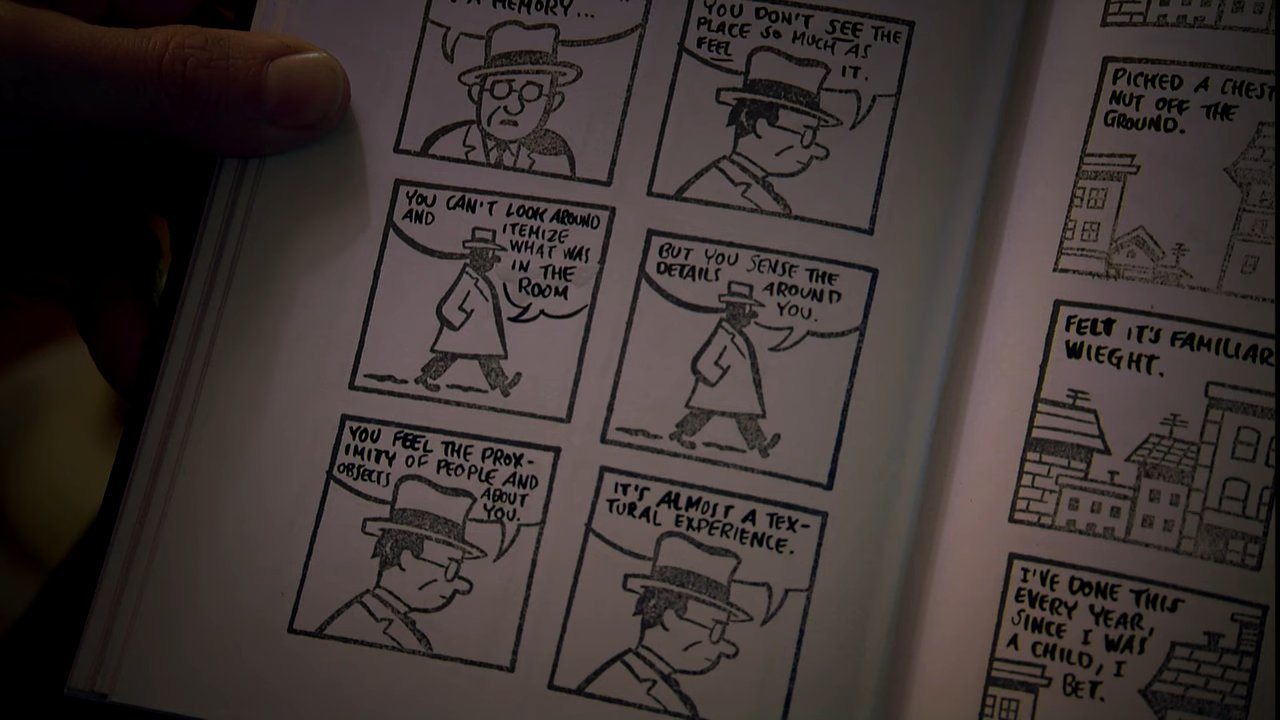 A MEMORY...
YOU DON'T SEE THE
PLACE SO MUCH AS
FEEL IT.
YOU CAN'T LOOK AROUND
AND ITEMIZE
WHAT WAS
IN THE
ROOM
BUT YOU SENSE THE
DETAILS AROUND
YOU.
YOU FEEL THE PROX-
IMITY OF PEOPLE AND
OBJECTS ABOUT
YOU.
IT'S ALMOST A TEX-
TURAL EXPERIENCE.
PICKED A CHEST
NUT OFF THE
GROUND.
FELT IT'S FAMILIAR
WIEGHT.
I'VE DONE THIS
EVERY YEAR
SINCE I WAS
A CHILD, I
BET.